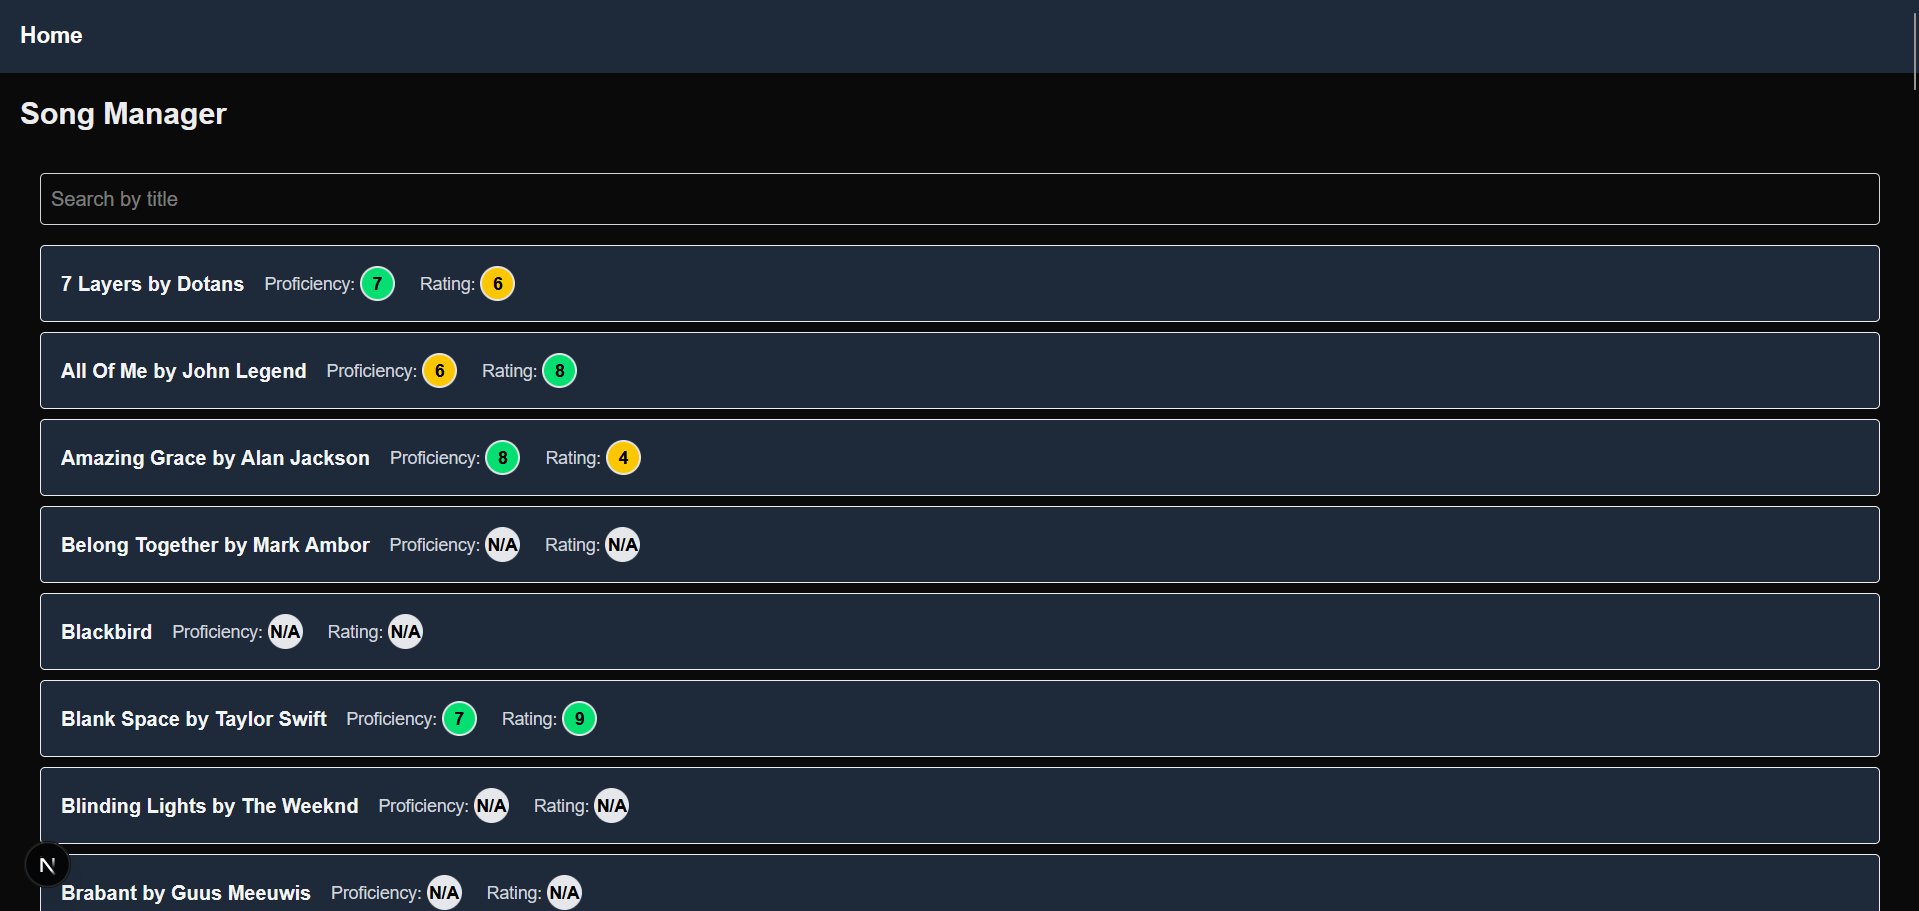 Home
Song Manager
Search by title
7 Layers by Dotans Proficiency: 7 Rating: 6
All Of Me by John Legend Proficiency: 6 Rating: 8
Amazing Grace by Alan Jackson Proficiency: 8 Rating: 4
Belong Together by Mark Ambor Proficiency: N/A Rating: N/A
Blackbird Proficiency: N/A Rating: N/A
Blank Space by Taylor Swift Proficiency: 7 Rating: 9
Blinding Lights by The Weeknd Proficiency: N/A Rating: N/A
N
Brabant by Guus Meeuwis Proficiency: N/A Rating: N/A